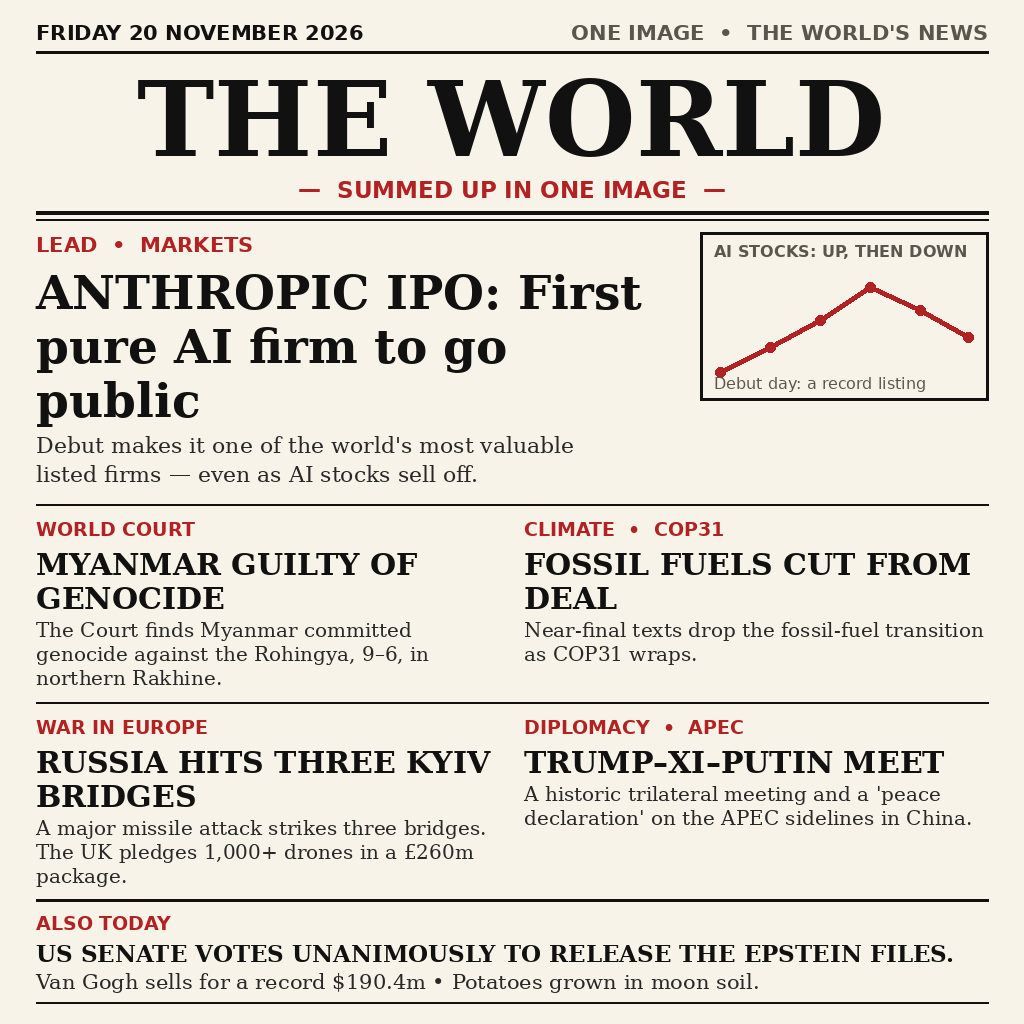 FRIDAY 20 NOVEMBER 2026
ONE IMAGE • THE WORLD'S NEWS
THE WORLD
— SUMMED UP IN ONE IMAGE —
LEAD • MARKETS
ANTHROPIC IPO: First
pure AI firm to go
public
Debut makes it one of the world's most valuable
listed firms — even as AI stocks sell off.
AI STOCKS: UP, THEN DOWN
Debut day: a record listing
WORLD COURT
MYANMAR GUILTY OF
GENOCIDE
The Court finds Myanmar committed
genocide against the Rohingya, 9–6, in
northern Rakhine.
CLIMATE • COP31
FOSSIL FUELS CUT FROM
DEAL
Near-final texts drop the fossil-fuel transition
as COP31 wraps.
WAR IN EUROPE
RUSSIA HITS THREE KYIV
BRIDGES
A major missile attack strikes three bridges.
The UK pledges 1,000+ drones in a £260m
package.
DIPLOMACY • APEC
TRUMP–XI–PUTIN MEET
A historic trilateral meeting and a 'peace
declaration' on the APEC sidelines in China.
ALSO TODAY
US SENATE VOTES UNANIMOUSLY TO RELEASE THE EPSTEIN FILES.
Van Gogh sells for a record $190.4m • Potatoes grown in moon soil.